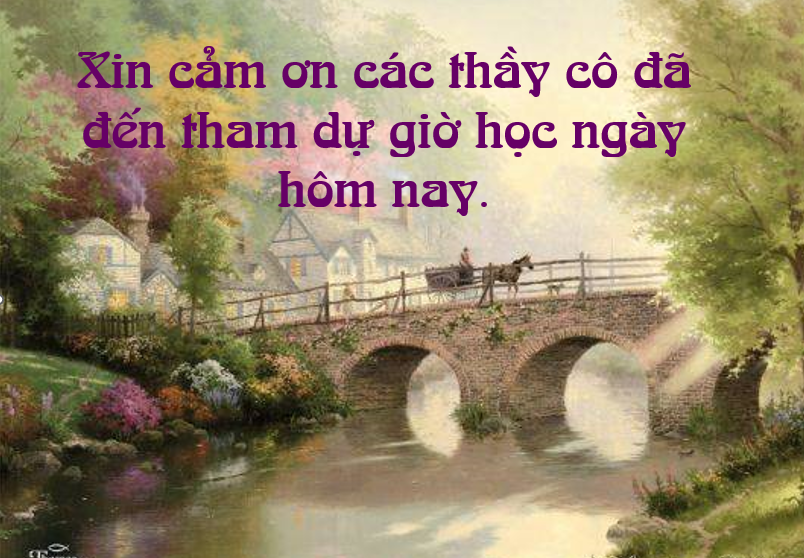 Xin cảm ơn các thầy cô đã
đến tham dự giờ học ngày
hôm nay.